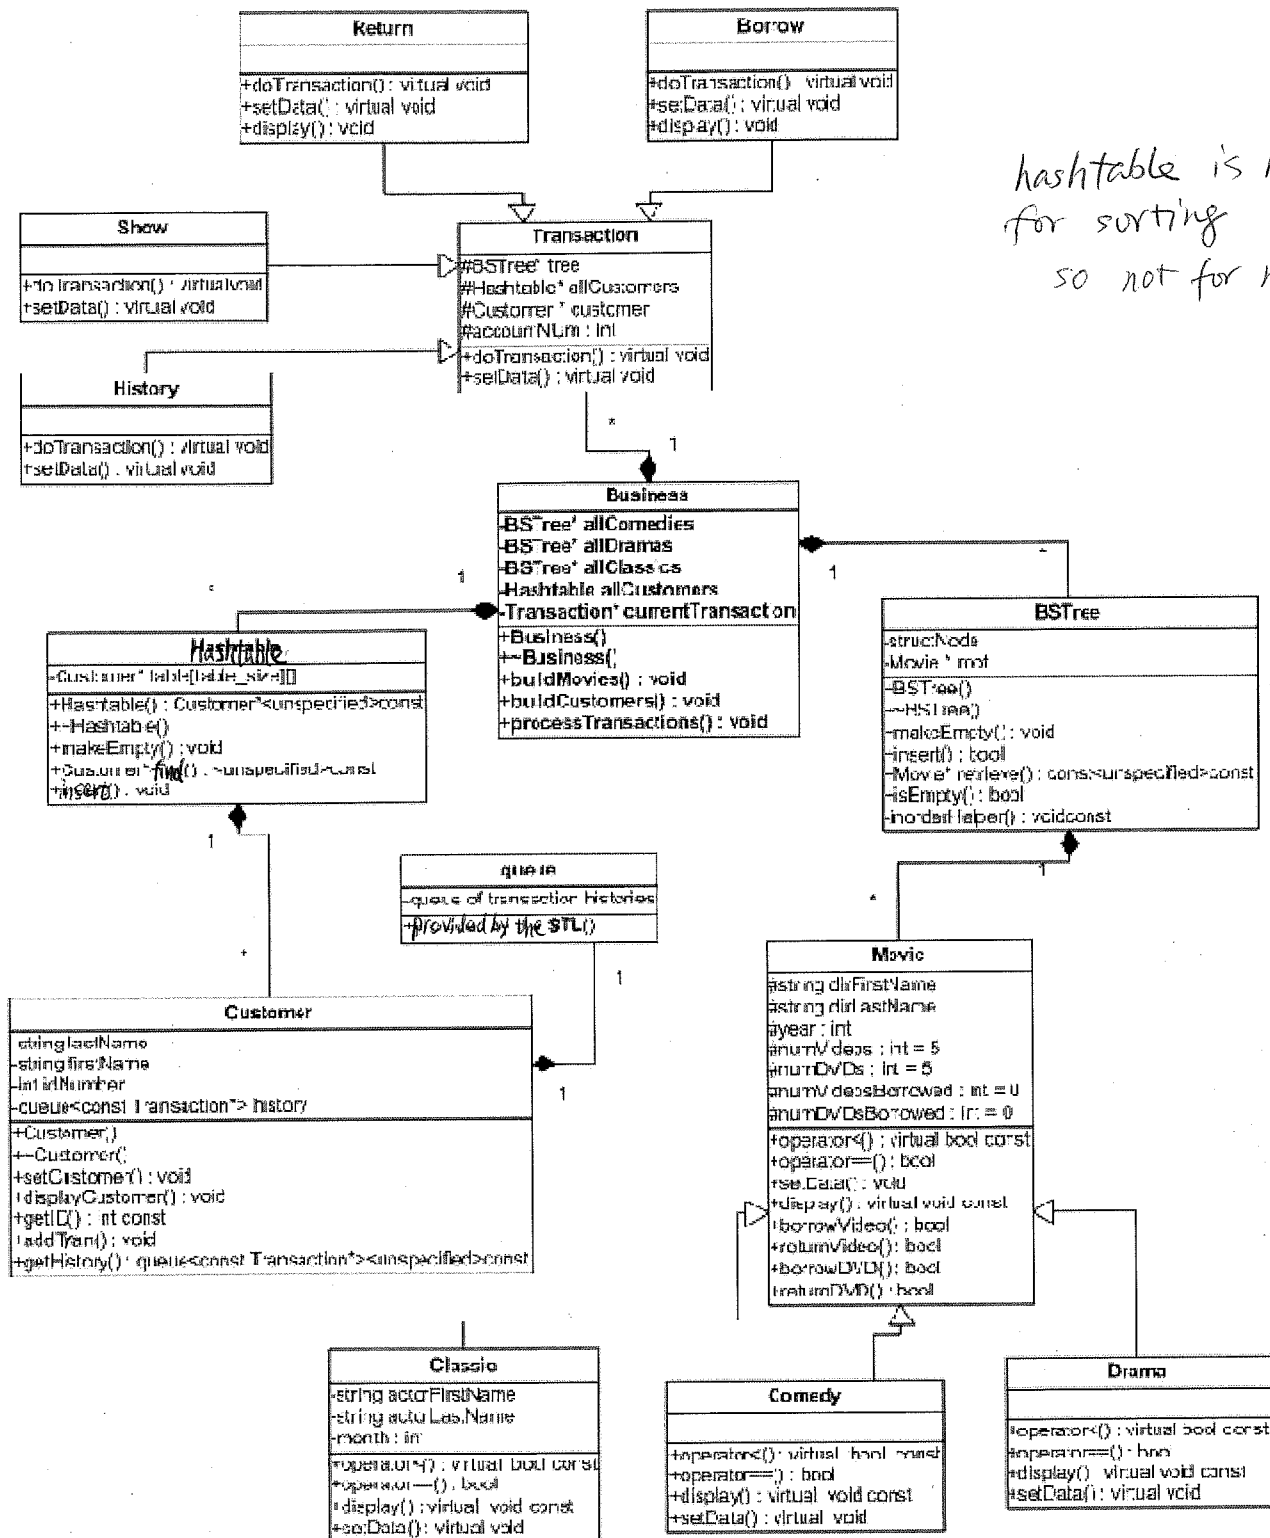 Return
+doTransaction() : virtual void
+setData() : virtual void
+display() : void
Borrow
+doTransaction() virtual void
+setData() : virtual void
+display() : void
hashtable is
for sorting
so not for
Show
+doTransaction() : virtual void
+setData() : virtual void
Transaction
#BSTree* tree
#Hashtable* allCustomers
#Customer * customer
#accountNum : int
+doTransaction() : virtual void
+setData() : virtual void
History
+doTransaction() : virtual void
+setData() : virtual void
*
1
Business
-BSTree* allComedies
-BSTree* allDramas
-BSTree* allClassics
-Hashtable allCustomers
-Transaction* currentTransaction
+Business()
+~Business()
+buildMovies() : void
+buildCustomers() : void
+processTransactions() : void
1
*
1
*
Hashtable
-Customer* table[table_size][]
+Hashtable() : Customer*<unspecified>const
+~Hashtable()
+makeEmpty() : void
+Customer* find() : <unspecified>const
+insert() : void
BSTree
-struct Node
-Movie * root
-BSTree()
-~BSTree()
-makeEmpty() : void
-insert() : bool
-Movie* retrieve() : const<unspecified>const
-isEmpty() : bool
-inorderHelper() : voidconst
1
*
1
*
queue
-queue of transaction histories
+provided by the STL()
1
1
Customer
-string lastName
-string firstName
-int idNumber
-queue<const Transaction*> history
+Customer()
+~Customer()
+setCustomer() : void
+displayCustomer() : void
+getID() : int const
+addTran() : void
+getHistory() : queue<const Transaction*><unspecified>const
Movie
#string dirFirstName
#string dirLastName
#year : int
#numVideos : int = 5
#numDVDs : int = 5
#numVideosBorrowed : int = 0
#numDVDsBorrowed : int = 0
+operator<() : virtual bool const
+operator==() : bool
+setData() : void
+display() : virtual void const
+borrowVideo() : bool
+returnVideo() : bool
+borrowDVD() : bool
+returnDVD() : bool
Classic
-string actorFirstName
-string actorLastName
-month : int
+operator<() : virtual bool const
+operator==() : bool
+display() : virtual void const
+setData() : virtual void
Comedy
+operator<() : virtual bool const
+operator==() : bool
+display() : virtual void const
+setData() : virtual void
Drama
+operator<() : virtual bool const
+operator==() : bool
+display() virtual void const
+setData() : virtual void